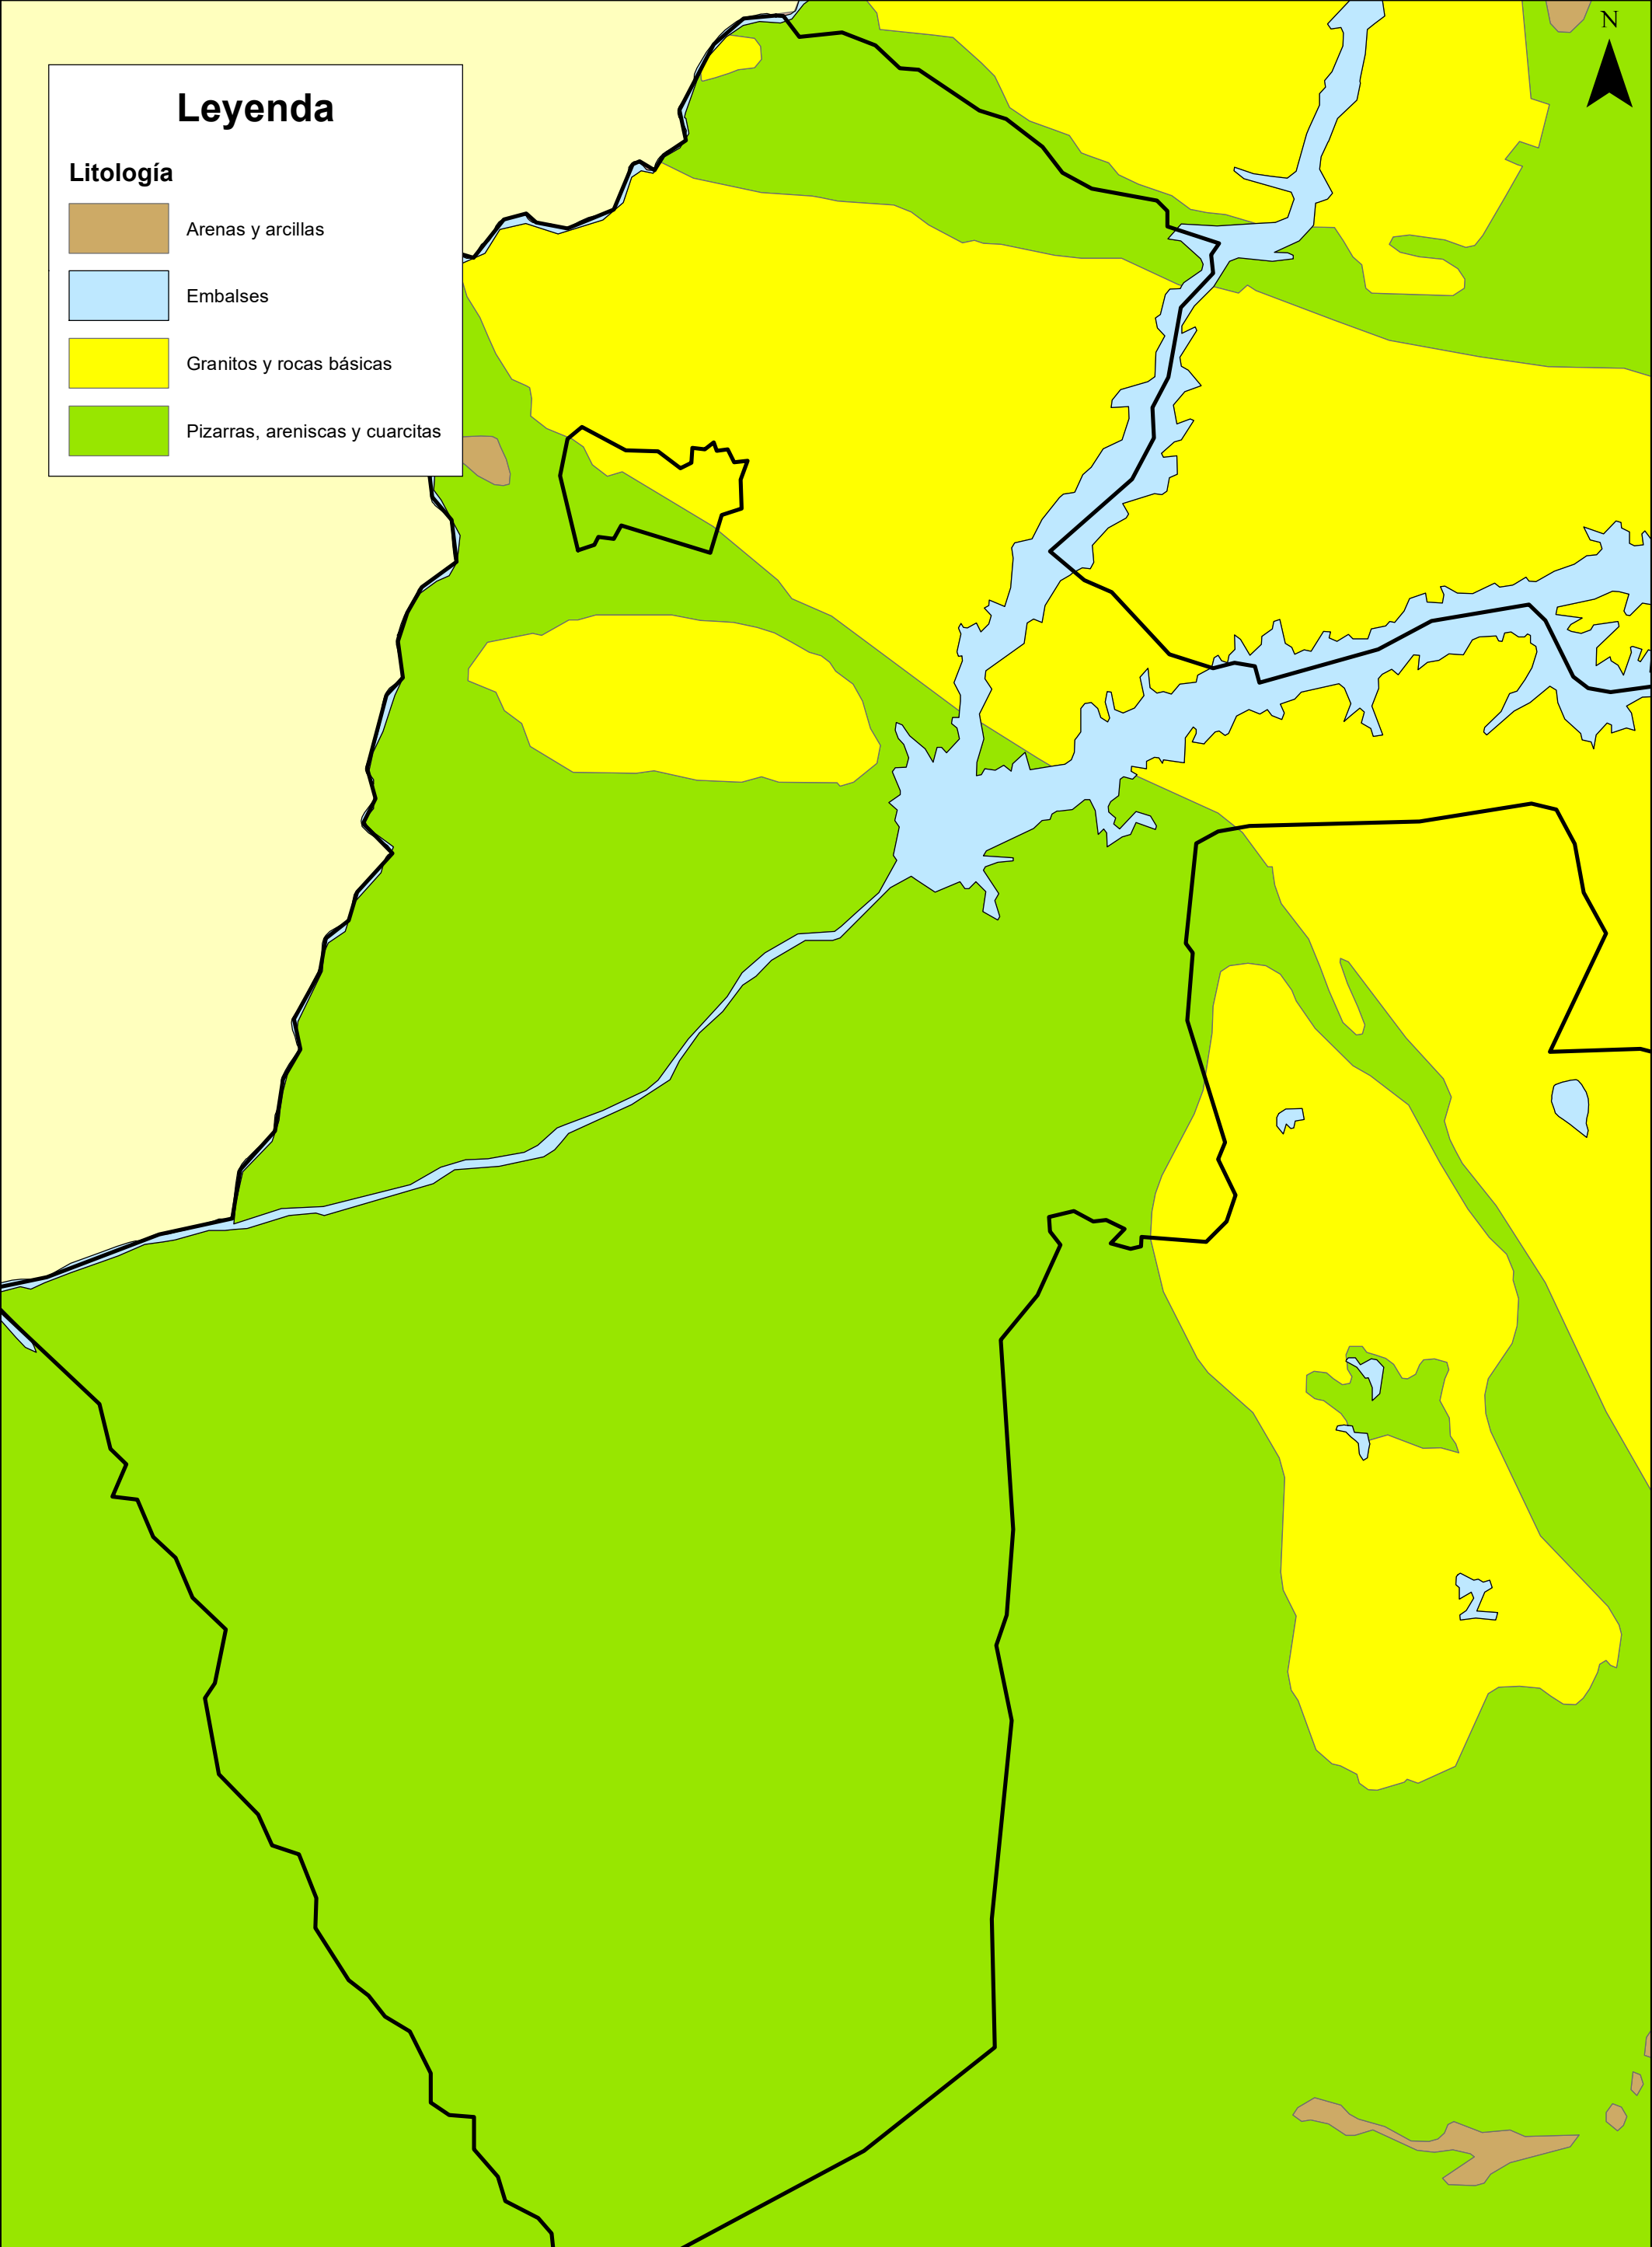 N
Leyenda
Litología
Arenas y arcillas
Embalses
Granitos y rocas básicas
Pizarras, areniscas y cuarcitas